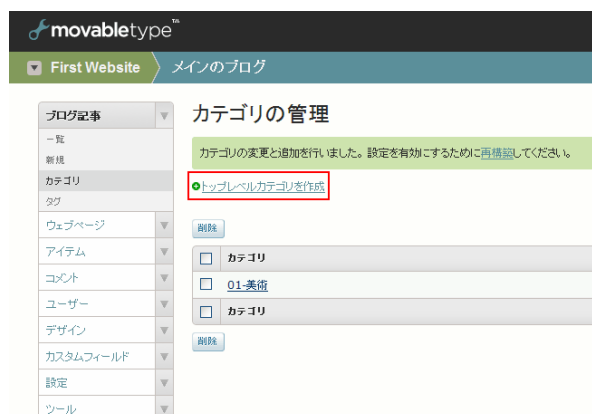 movabletype™
First Website メインのブログ
ブログ記事
一覧
新規
カテゴリ
タグ
ウェブページ
アイテム
コメント
ユーザー
デザイン
カスタムフィールド
設定
ツール
カテゴリの管理
カテゴリの変更と追加を行いました。設定を有効にするために再構築してください。
トップレベルカテゴリを作成
削除
カテゴリ
01-美術
カテゴリ
削除